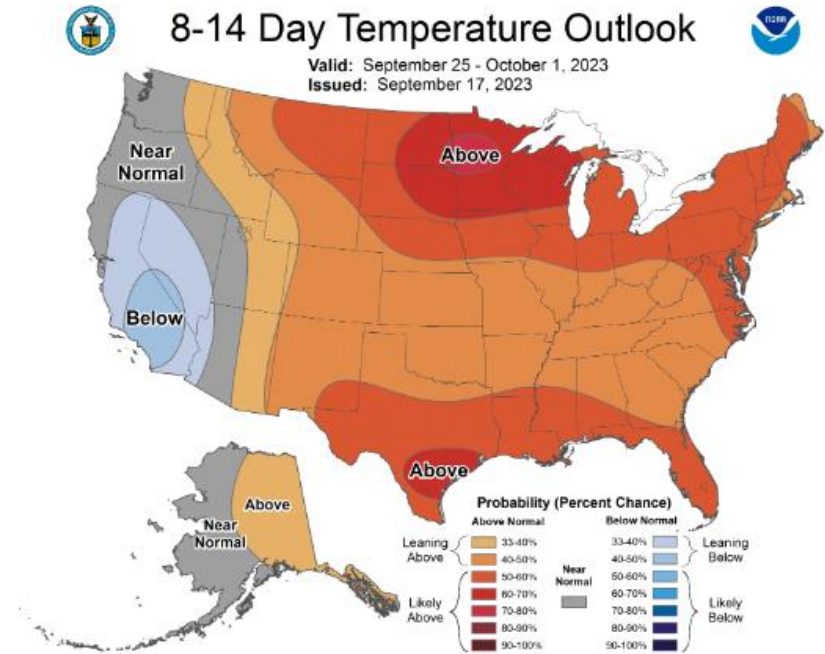 8-14 Day Temperature Outlook
Valid: September 25 - October 1, 2023
Issued: September 17, 2023
NOAA
Near
Normal
Above
Below
Above
Above
Near
Normal
Probability (Percent Chance)
Above Normal
Below Normal
Leaning
Above
33-40%
40-50%
Likely
Above
50-60%
60-70%
70-80%
80-90%
90-100%
Near
Normal
33-40%
40-50%
Leaning
Below
50-60%
60-70%
70-80%
80-90%
90-100%
Likely
Below